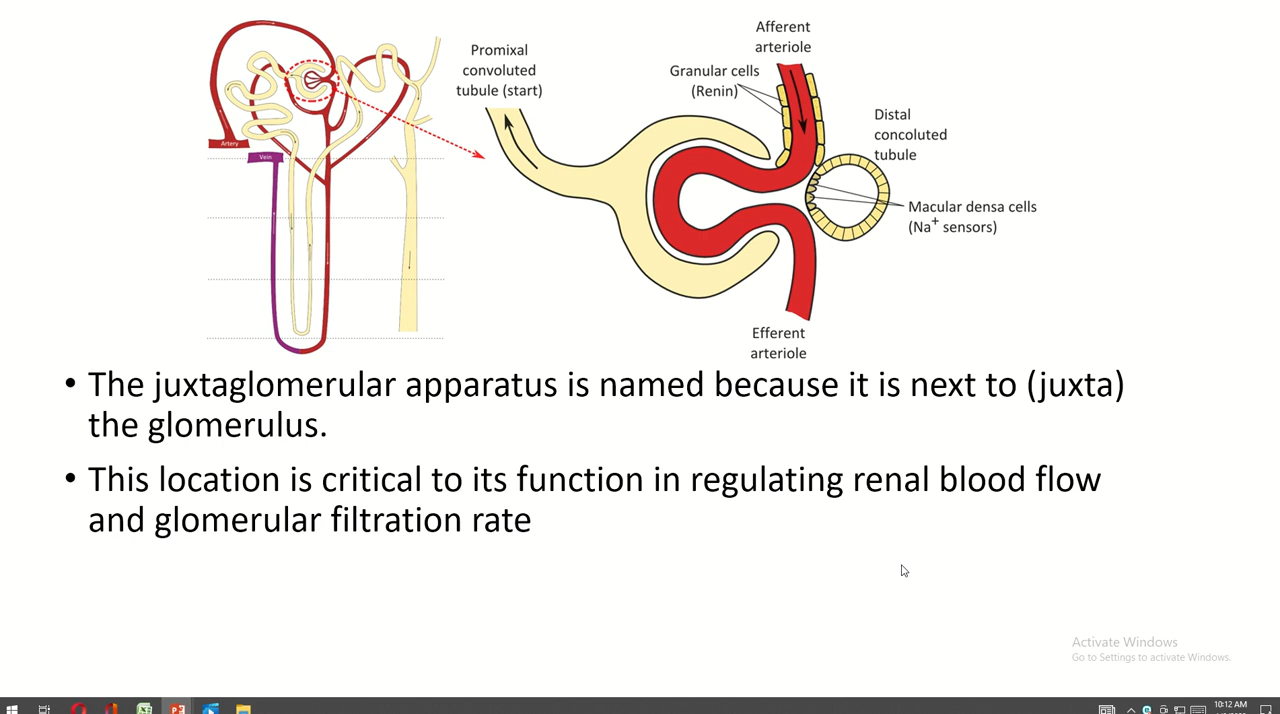 Promixal
convoluted
tubule (start)
Afferent
arteriole
Granular cells
(Renin)
Distal
concoluted
tubule
Macular densa cells
(Na+ sensors)
Efferent
arteriole
Artery
Vein
• The juxtaglomerular apparatus is named because it is next to (juxta)
the glomerulus.
• This location is critical to its function in regulating renal blood flow
and glomerular filtration rate
Activate Windows
Go to Settings to activate Windows.
10:12 AM